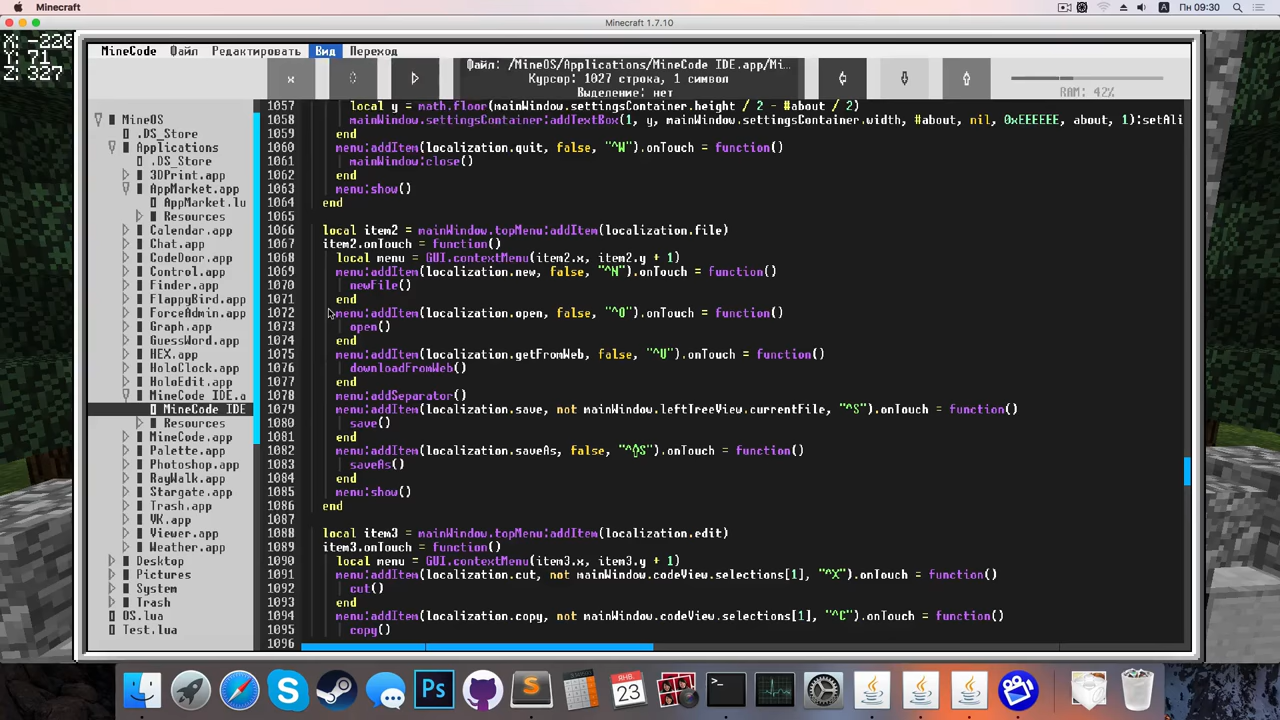 Minecraft
Пн 09:30
Minecraft 1.7.10
X: -220
Y: 71
Z: 327
MineCode Файл Редактировать Вид Переход
Файл: /MineOS/Applications/MineCode IDE.app/Mi...
Курсор: 1027 строка, 1 символ
Выделение: нет
RAM: 42%
MineOS
.DS_Store
Applications
.DS_Store
3DPrint.app
AppMarket.app
AppMarket.lu
Resources
Calendar.app
Chat.app
CodeDoor.app
Control.app
Finder.app
FlappyBird.app
ForceAdmin.app
Graph.app
GuessWord.app
HEX.app
HoloClock.app
HoloEdit.app
MineCode IDE.a
MineCode IDE
Resources
MineCode.app
Palette.app
Photoshop.app
RayWalk.app
Stargate.app
Trash.app
VK.app
Viewer.app
Weather.app
Desktop
Pictures
System
Trash
OS.lua
Test.lua
1057 local y = math.floor(mainWindow.settingsContainer.height / 2 - #about / 2)
1058 mainWindow.settingsContainer:addTextBox(1, y, mainWindow.settingsContainer.width, #about, nil, 0xEEEEEE, about, 1):setAli
1059 end
1060 menu:addItem(localization.quit, false, "^W").onTouch = function()
1061 mainWindow:close()
1062 end
1063 menu:show()
1064 end
1065
1066 local item2 = mainWindow.topMenu:addItem(localization.file)
1067 item2.onTouch = function()
1068 local menu = GUI.contextMenu(item2.x, item2.y + 1)
1069 menu:addItem(localization.new, false, "^N").onTouch = function()
1070 newFile()
1071 end
1072 menu:addItem(localization.open, false, "^O").onTouch = function()
1073 open()
1074 end
1075 menu:addItem(localization.getFromWeb, false, "^U").onTouch = function()
1076 downloadFromWeb()
1077 end
1078 menu:addSeparator()
1079 menu:addItem(localization.save, not mainWindow.leftTreeView.currentFile, "^S").onTouch = function()
1080 save()
1081 end
1082 menu:addItem(localization.saveAs, false, "^⇧S").onTouch = function()
1083 saveAs()
1084 end
1085 menu:show()
1086 end
1087
1088 local item3 = mainWindow.topMenu:addItem(localization.edit)
1089 item3.onTouch = function()
1090 local menu = GUI.contextMenu(item3.x, item3.y + 1)
1091 menu:addItem(localization.cut, not mainWindow.codeView.selections[1], "^X").onTouch = function()
1092 cut()
1093 end
1094 menu:addItem(localization.copy, not mainWindow.codeView.selections[1], "^C").onTouch = function()
1095 copy()
1096
Ps
ЯНВ.
23